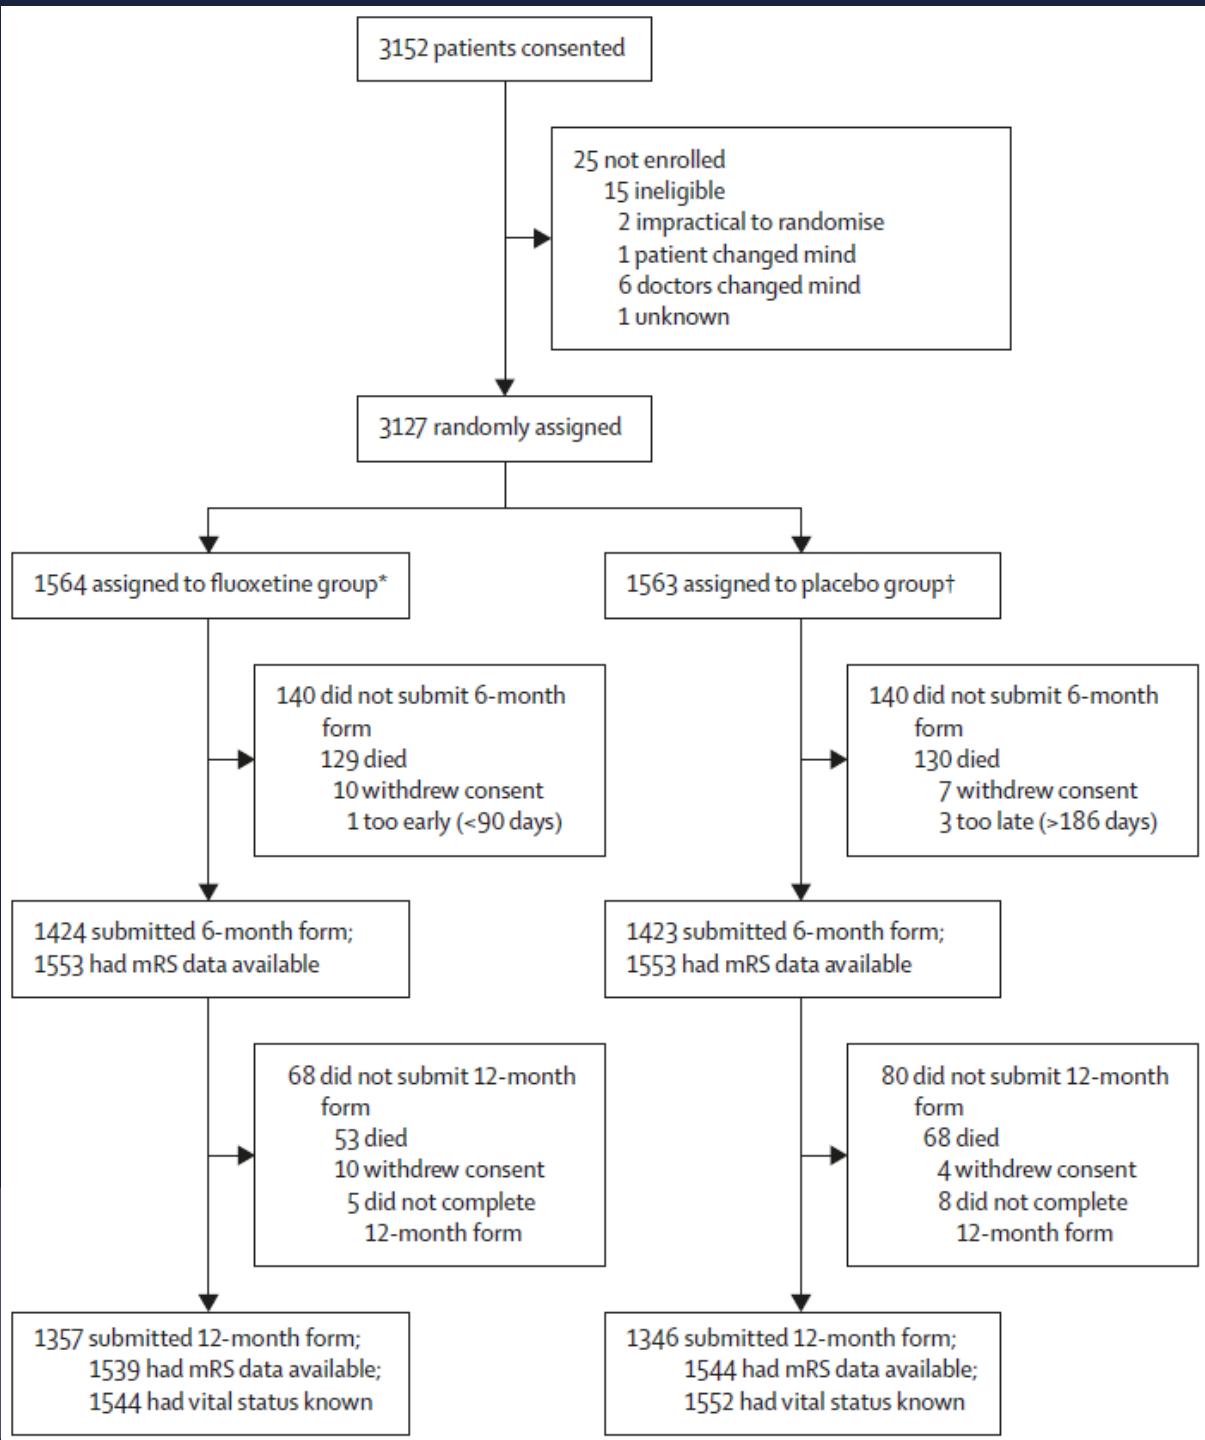 3152 patients consented
25 not enrolled
15 ineligible
2 impractical to randomise
1 patient changed mind
6 doctors changed mind
1 unknown
3127 randomly assigned
1564 assigned to fluoxetine group*
1563 assigned to placebo group†
140 did not submit 6-month
form
129 died
10 withdrew consent
1 too early (<90 days)
140 did not submit 6-month
form
130 died
7 withdrew consent
3 too late (>186 days)
1424 submitted 6-month form;
1553 had mRS data available
1423 submitted 6-month form;
1553 had mRS data available
68 did not submit 12-month
form
53 died
10 withdrew consent
5 did not complete
12-month form
80 did not submit 12-month
form
68 died
4 withdrew consent
8 did not complete
12-month form
1357 submitted 12-month form;
1539 had mRS data available;
1544 had vital status known
1346 submitted 12-month form;
1544 had mRS data available;
1552 had vital status known